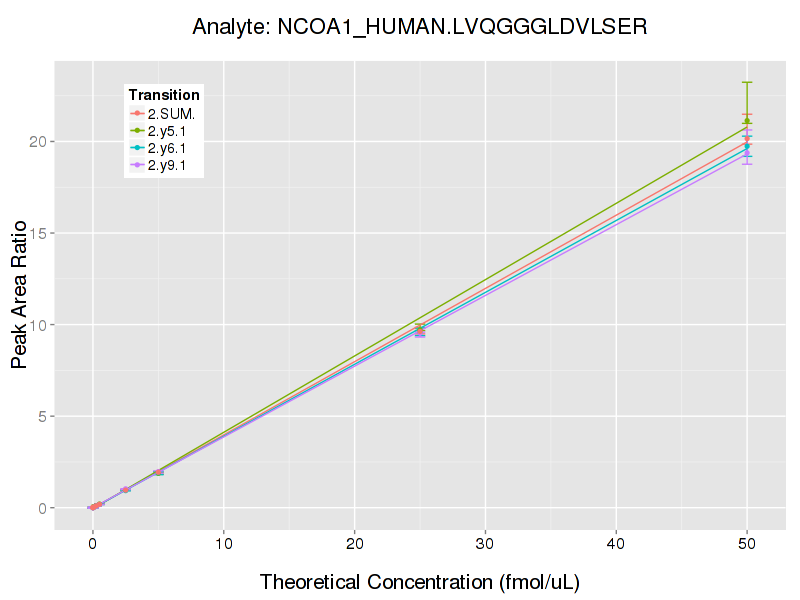 Analyte: NCOA1_HUMAN.LVQGGGLDVLSER
Transition
2.SUM.
2.y5.1
2.y6.1
2.y9.1
20
15
10
5
0
Peak Area Ratio
0 10 20 30 40 50
Theoretical Concentration (fmol/uL)